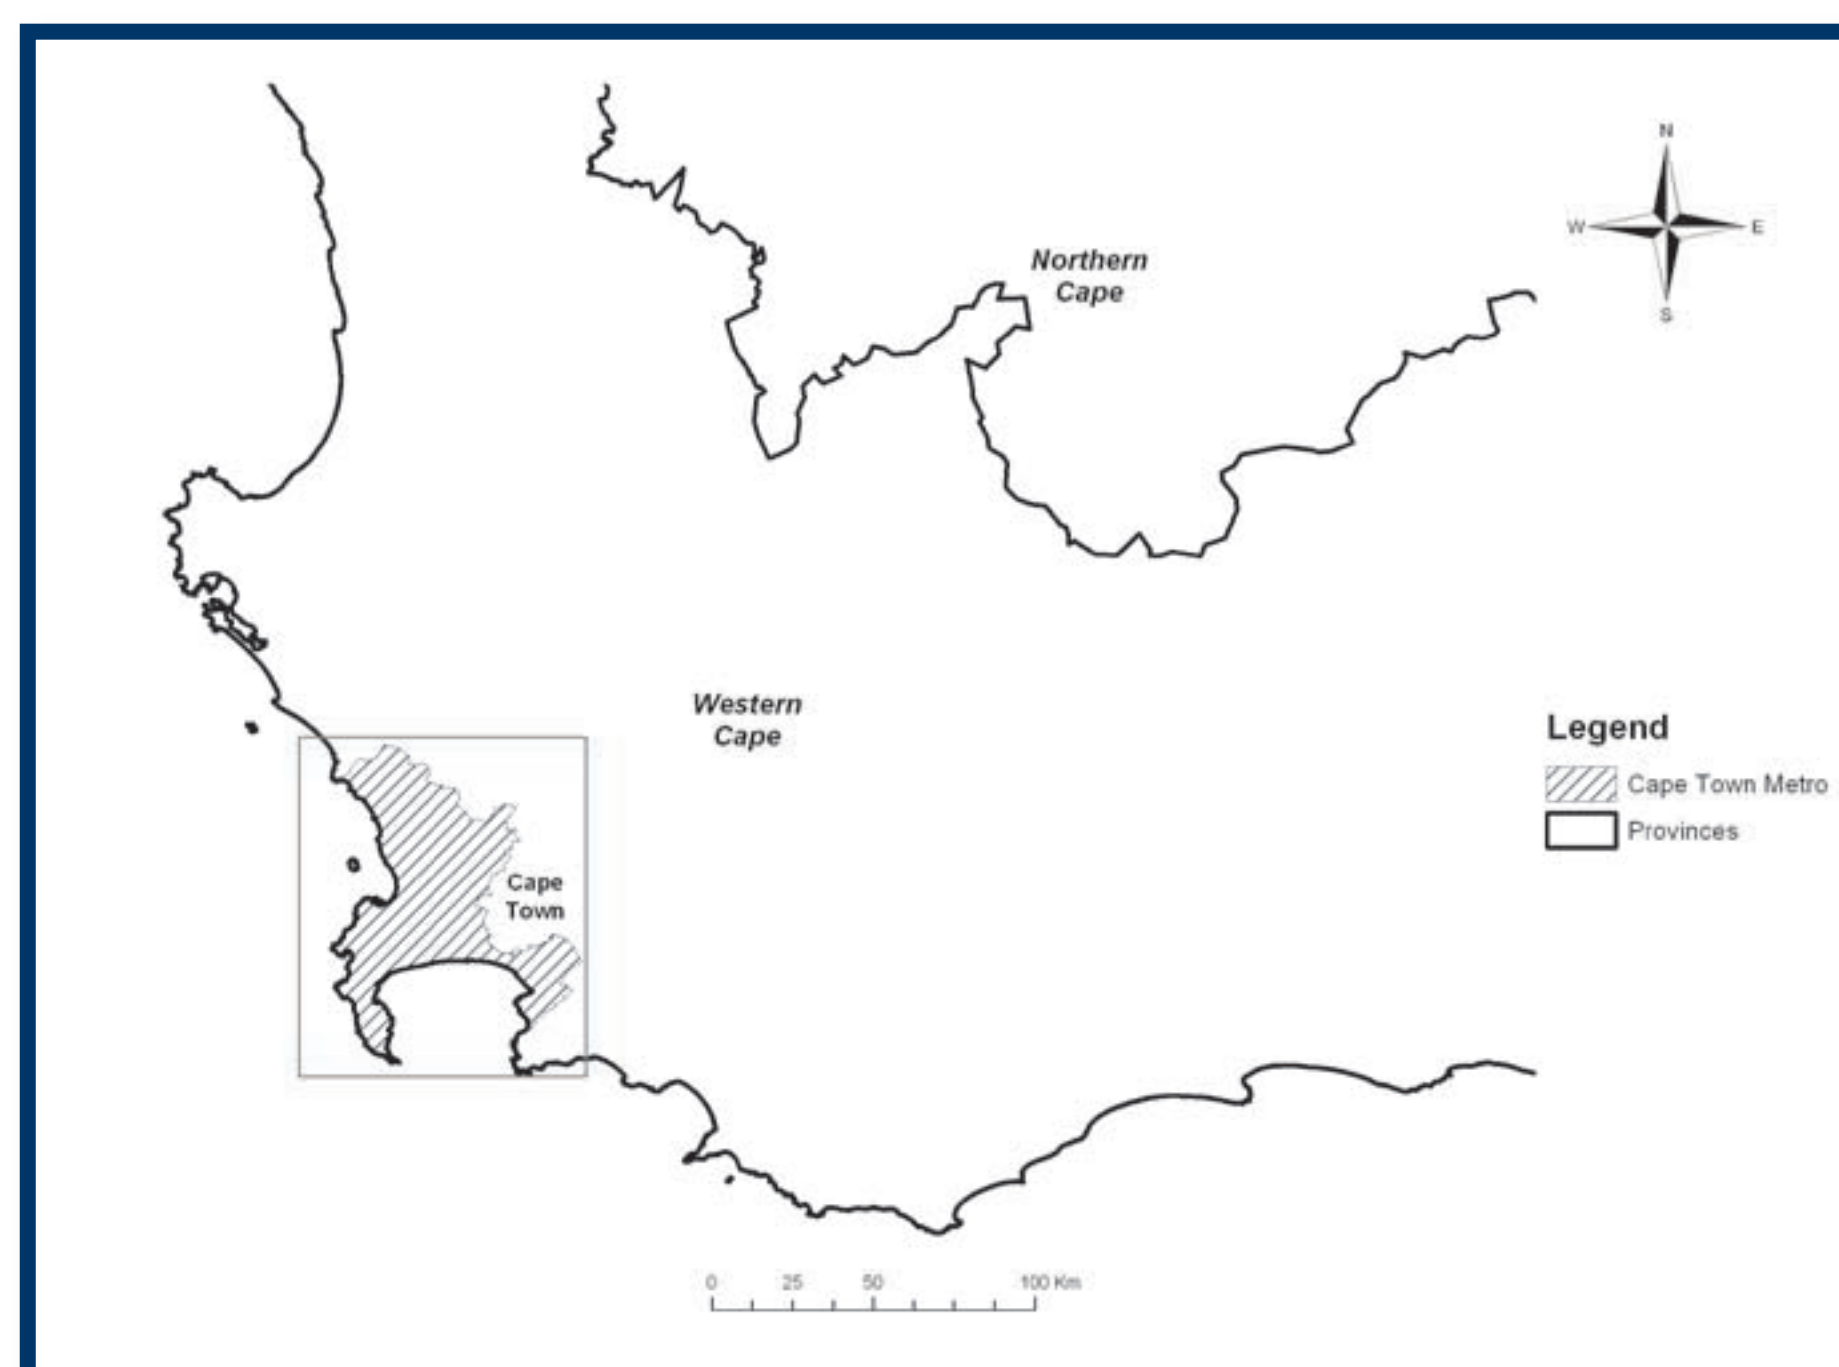 N
W E
S
Northern
Cape
Western
Cape
Legend
Cape Town Metro
Provinces
Cape
Town
0 25 50 100 Km